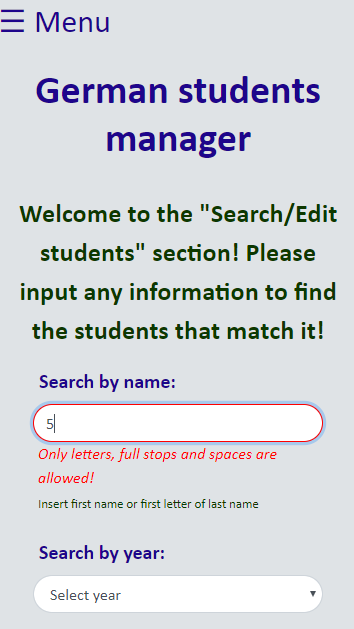 ☰ Menu
German students
manager
Welcome to the "Search/Edit
students" section! Please
input any information to find
the students that match it!
Search by name:
5
Only letters, full stops and spaces are
allowed!
Insert first name or first letter of last name
Search by year:
Select year